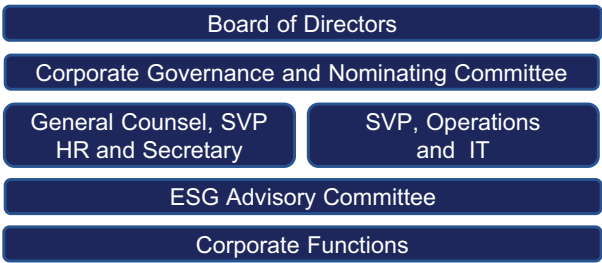 Board of Directors
Corporate Governance and Nominating Committee
General Counsel, SVP
HR and Secretary
SVP, Operations
and IT
ESG Advisory Committee
Corporate Functions